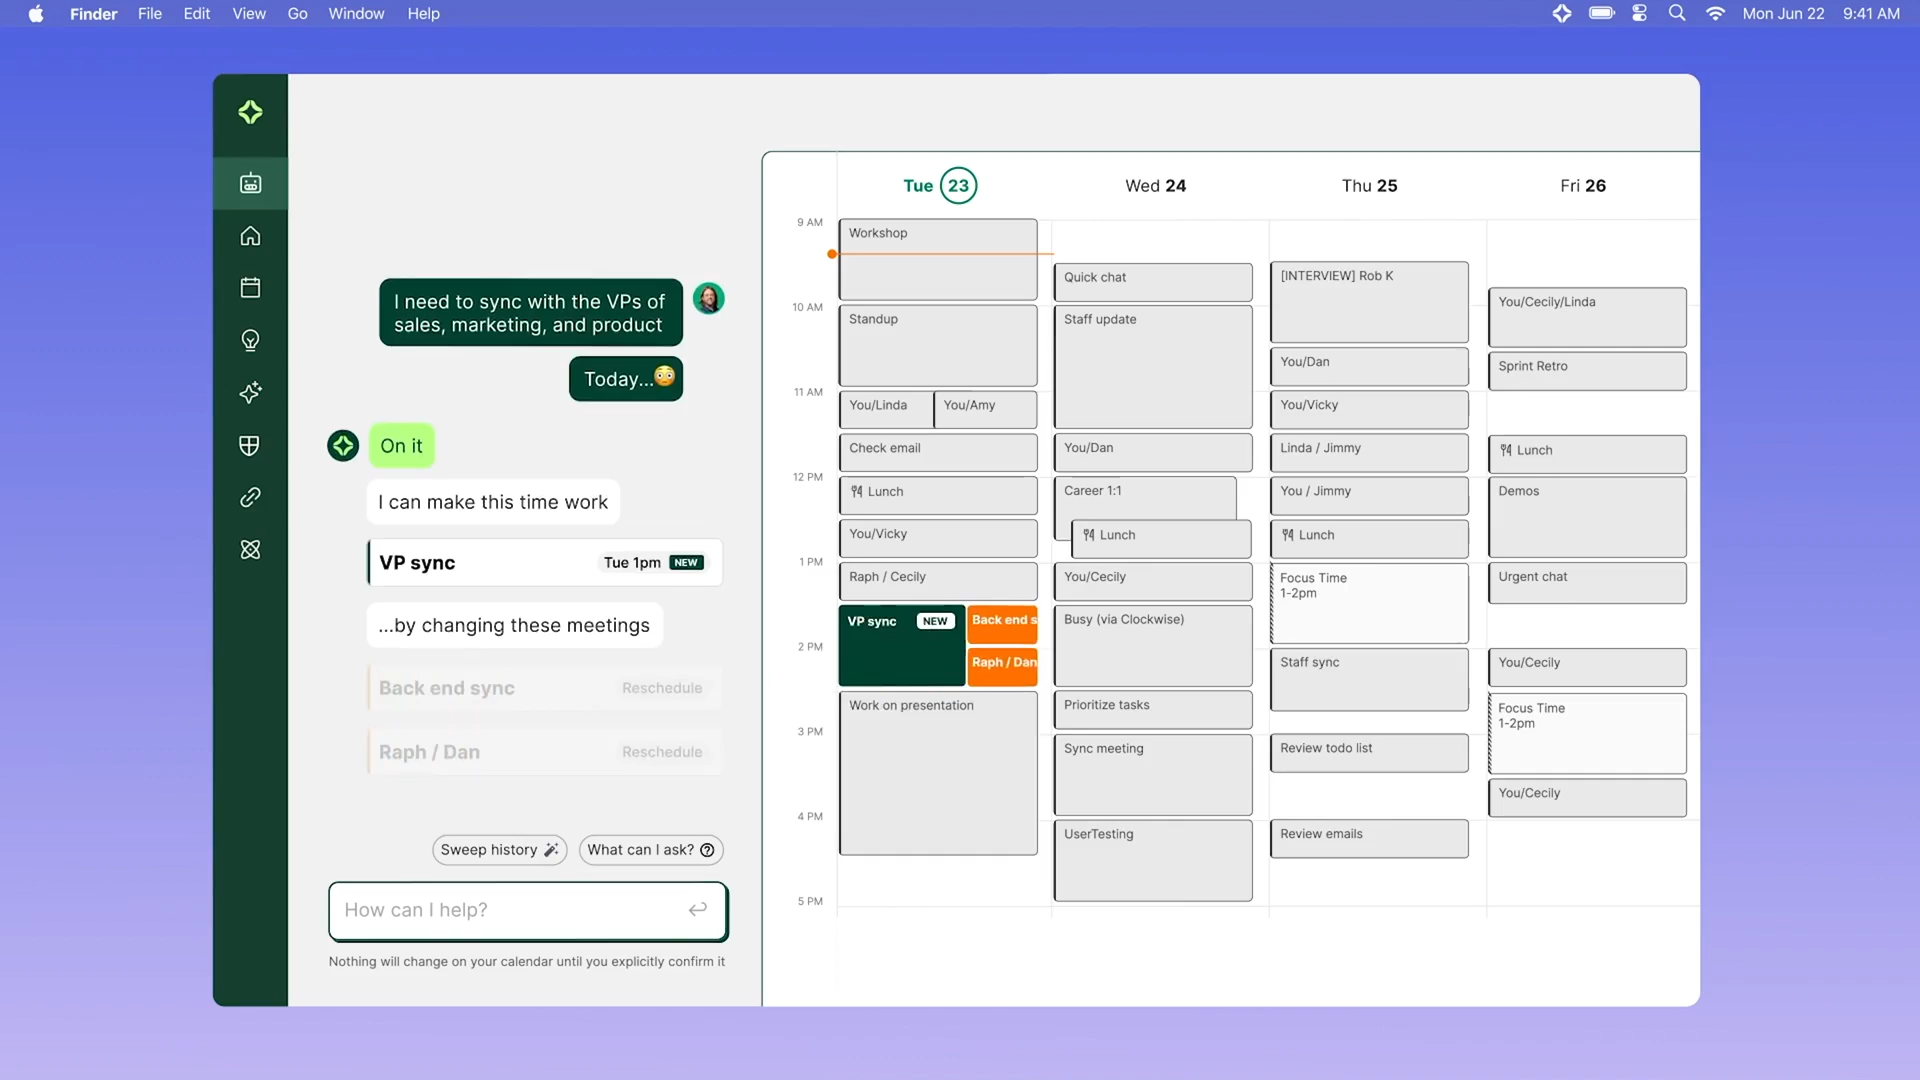 Finder File Edit View Go Window Help
Mon Jun 22 9:41 AM
I need to sync with the VPs of
sales, marketing, and product
Today...😳
On it
I can make this time work
VP sync Tue 1pm NEW
...by changing these meetings
Back end sync Reschedule
Raph / Dan Reschedule
Sweep history What can I ask?
How can I help?
Nothing will change on your calendar until you explicitly confirm it
Tue 23 Wed 24 Thu 25 Fri 26
9 AM
10 AM
11 AM
12 PM
1 PM
2 PM
3 PM
4 PM
5 PM
Workshop
Standup
You/Linda You/Amy
Check email
Lunch
You/Vicky
Raph / Cecily
VP sync NEW Back end s
Raph / Dan
Work on presentation
Quick chat
Staff update
You/Dan
Career 1:1
Lunch
You/Cecily
Busy (via Clockwise)
Prioritize tasks
Sync meeting
UserTesting
[INTERVIEW] Rob K
You/Dan
You/Vicky
Linda / Jimmy
You / Jimmy
Lunch
Focus Time
1-2pm
Staff sync
Review todo list
Review emails
You/Cecily/Linda
Sprint Retro
Lunch
Demos
Urgent chat
You/Cecily
Focus Time
1-2pm
You/Cecily